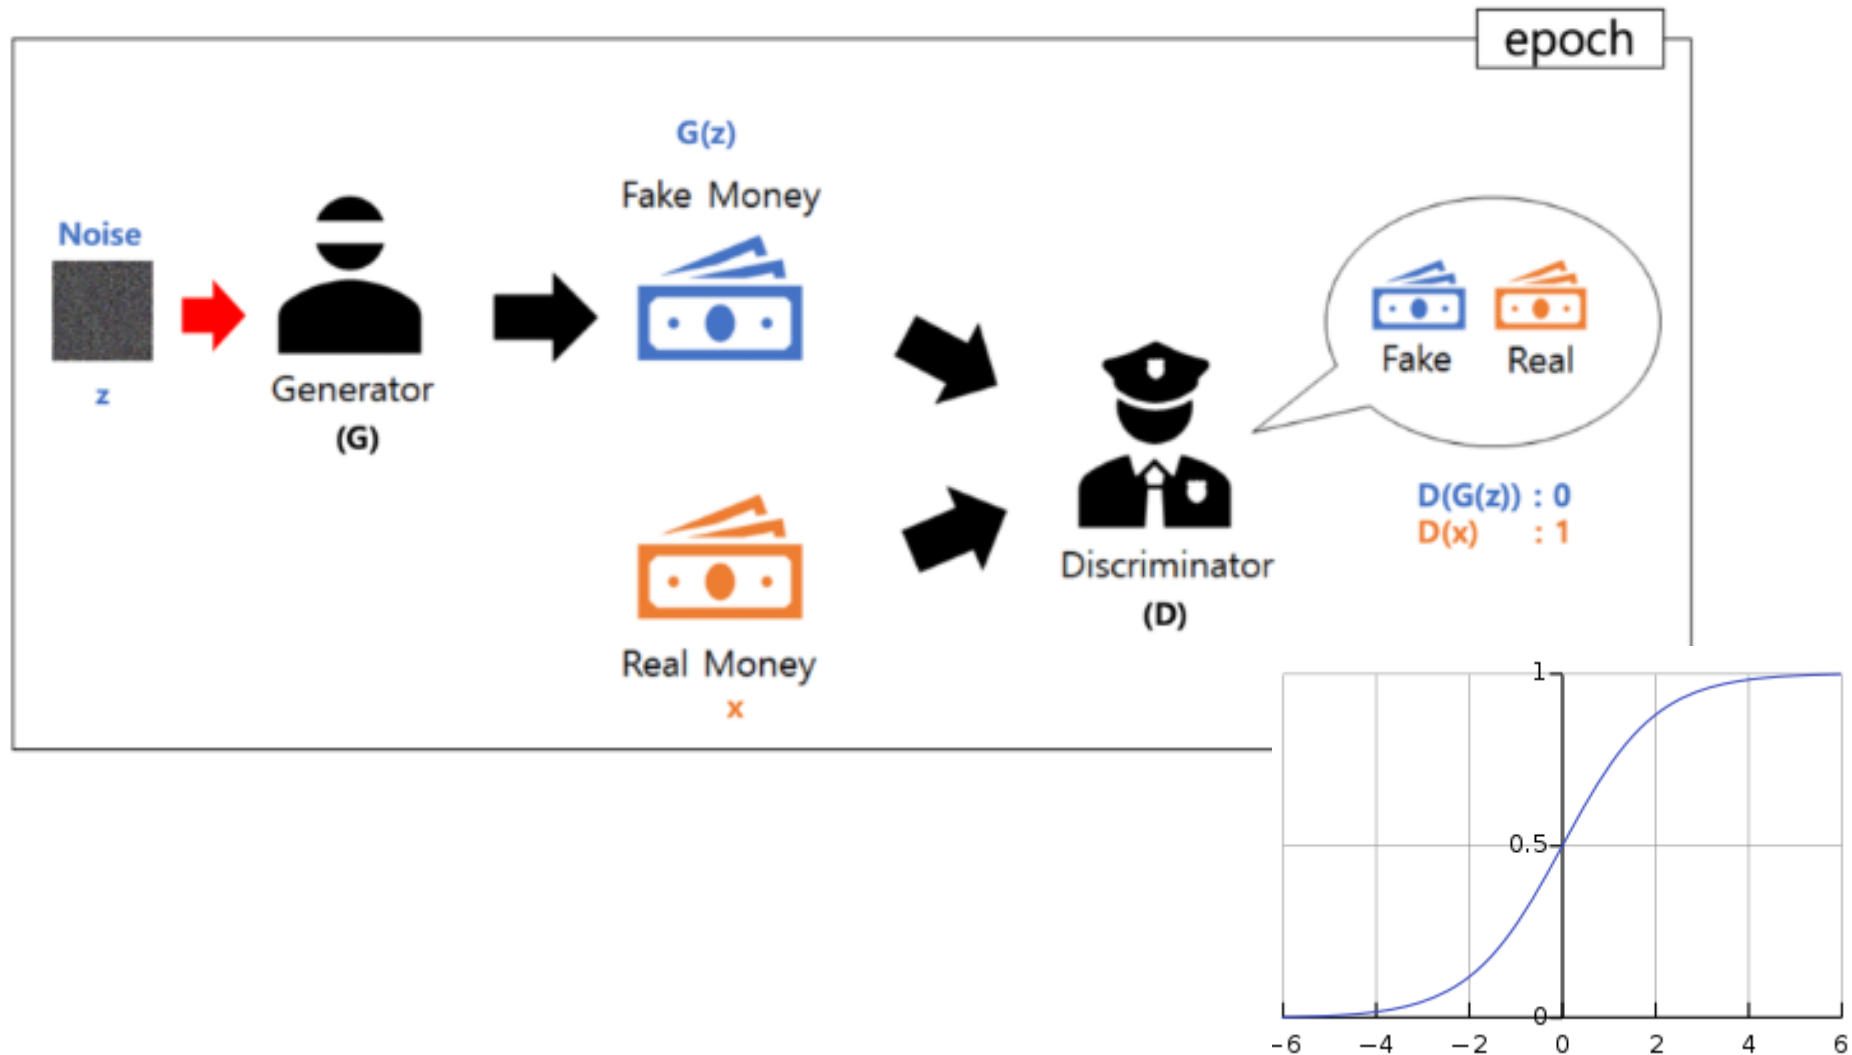 epoch
G(z)
Fake Money
Noise
z
Generator
(G)
Fake Real
D(G(z)) : 0
D(x) : 1
Discriminator
(D)
Real Money
x
1
0.5
0
-6 -4 -2 0 2 4 6